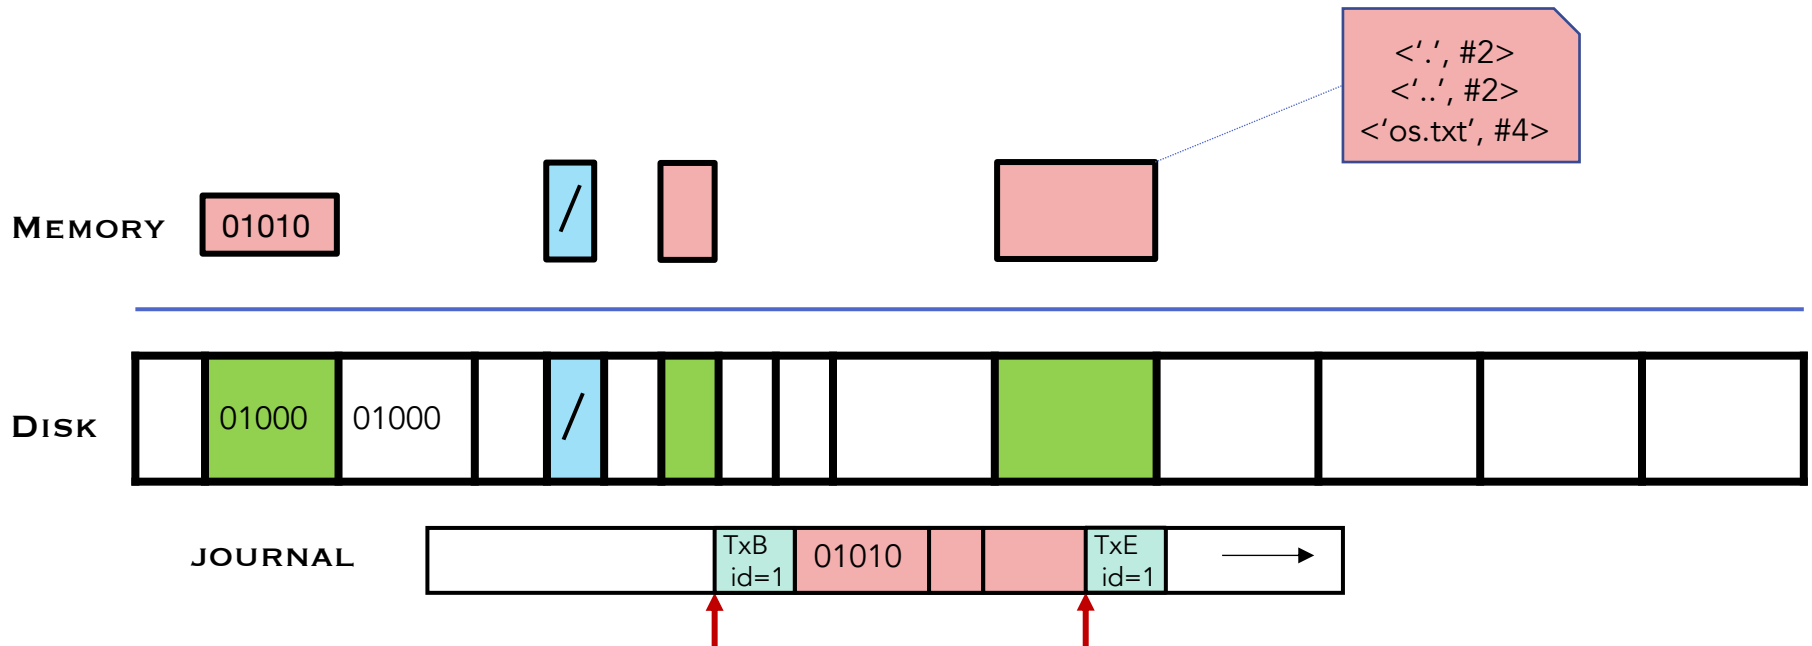 <‘.’, #2>
<‘..’, #2>
<‘os.txt’, #4>
MEMORY
01010
/
DISK
01000
01000
/
JOURNAL
TxB
id=1
01010
TxE
id=1